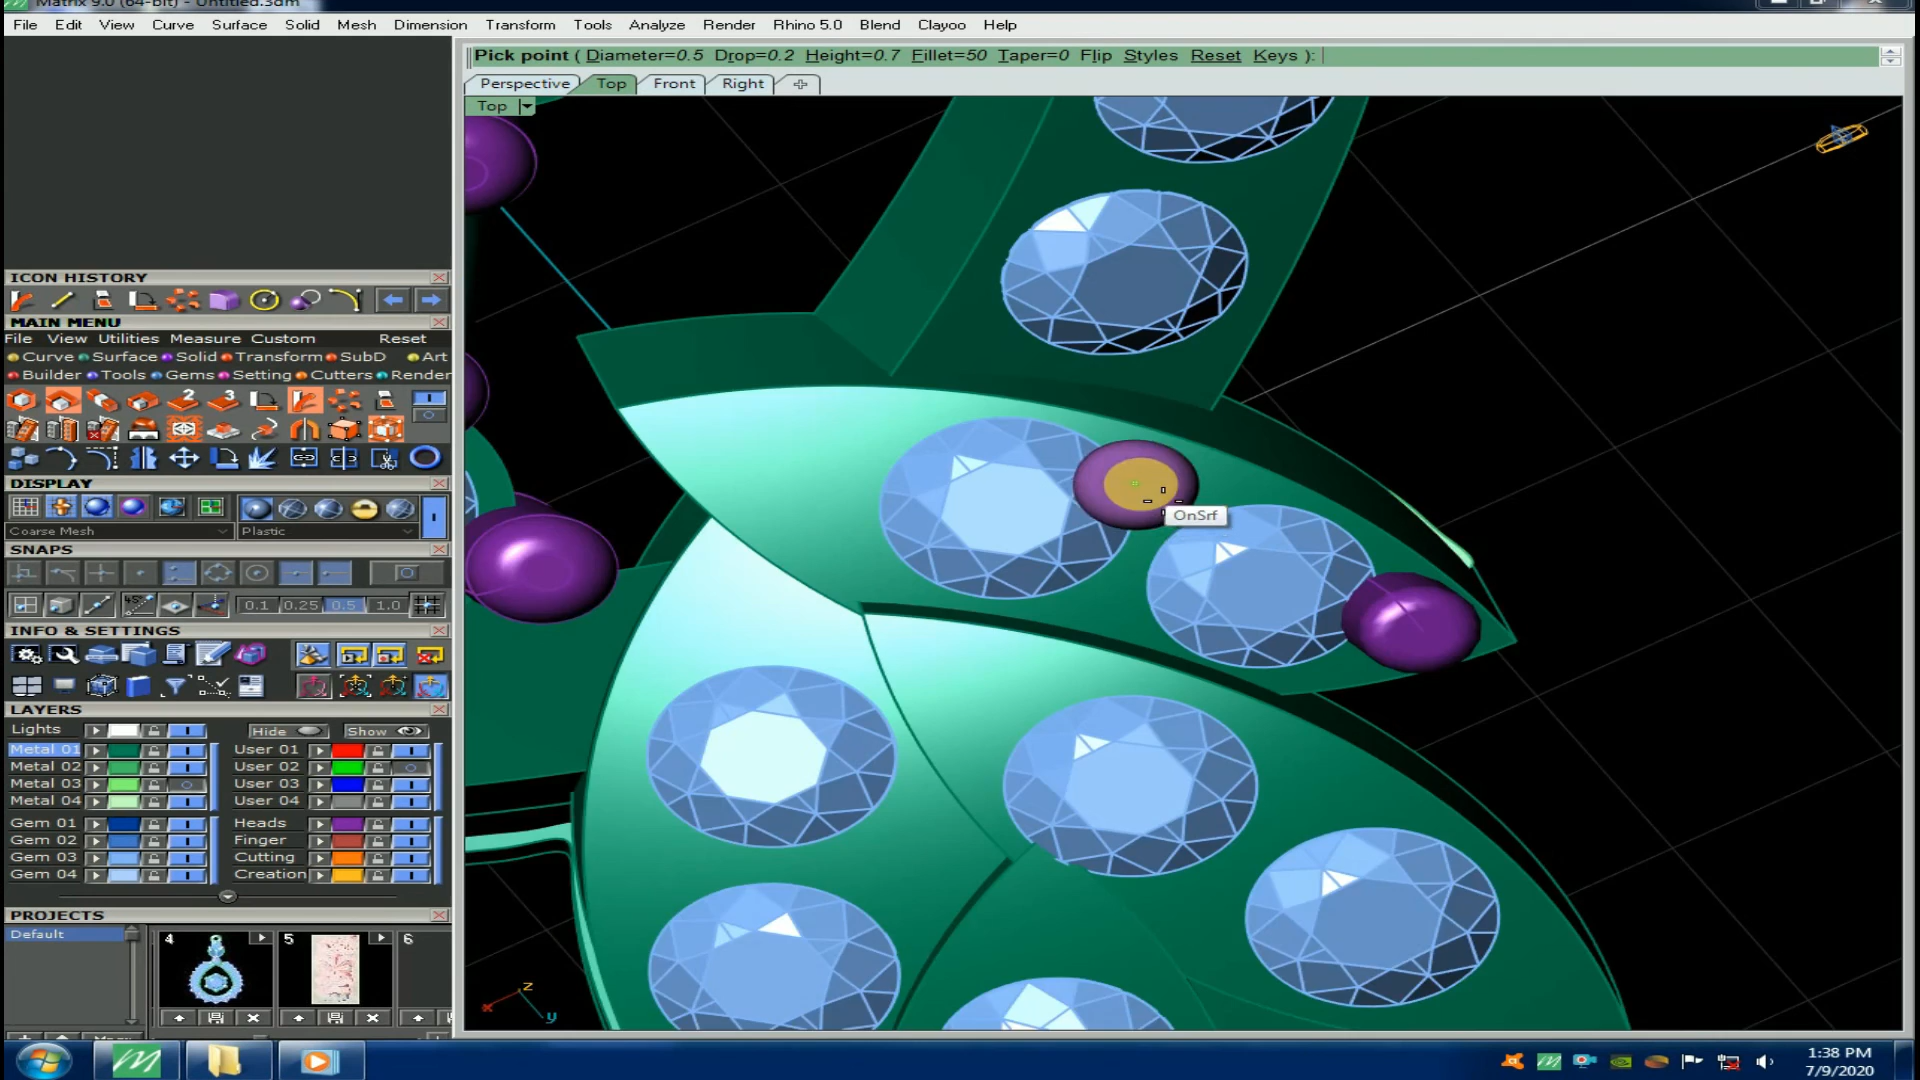 Matrix 9.0 (64-bit) - Untitled.3dm
File Edit View Curve Surface Solid Mesh Dimension Transform Tools Analyze Render Rhino 5.0 Blend Clayoo Help
Pick point ( Diameter=0.5 Drop=0.2 Height=0.7 Fillet=50 Taper=0 Flip Styles Reset Keys ):
Perspective Top Front Right
Top
OnSrf
z
x
y
ICON HISTORY
MAIN MENU
File View Utilities Measure Custom Reset
Curve Surface Solid Transform SubD Art
Builder Tools Gems Setting Cutters Render
2 3
DISPLAY
Coarse Mesh Plastic
SNAPS
45°
0.1 0.25 0.5 1.0
INFO & SETTINGS
LAYERS
Lights Hide Show
Metal 01 User 01
Metal 02 User 02
Metal 03 User 03
Metal 04 User 04
Gem 01 Heads
Gem 02 Finger
Gem 03 Cutting
Gem 04 Creation
PROJECTS
Default
4 5 6
1:38 PM
7/9/2020